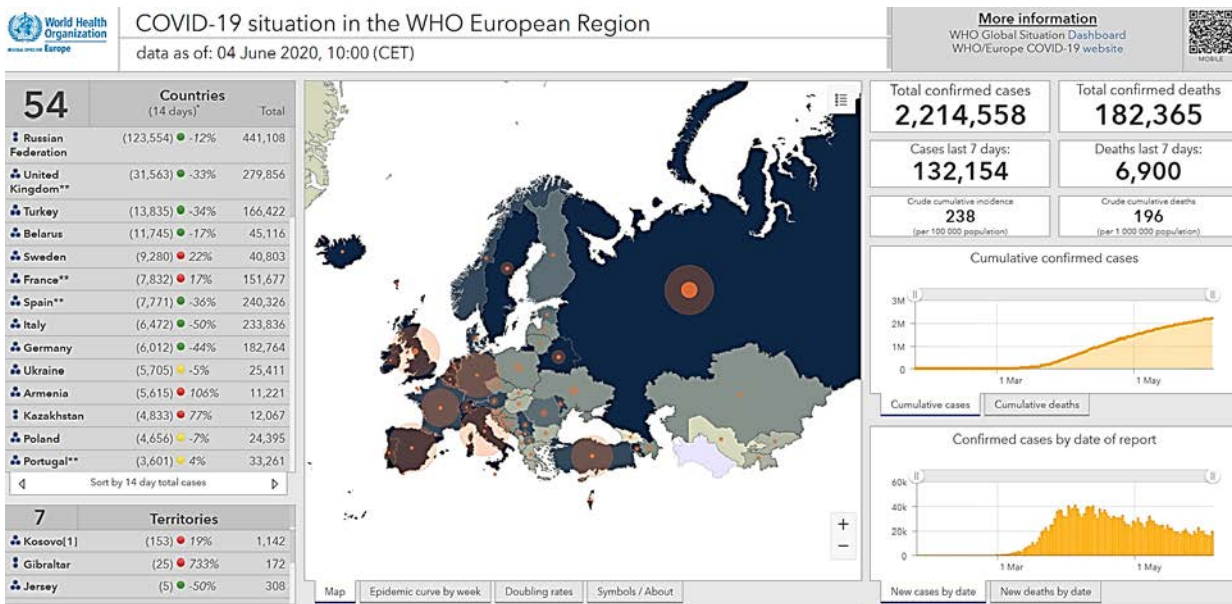 World Health
Organization
REGIONAL OFFICE FOR Europe
COVID-19 situation in the WHO European Region
data as of: 04 June 2020, 10:00 (CET)
More information
WHO Global Situation Dashboard
WHO/Europe COVID-19 website
MOBILE
54 Countries
(14 days)* Total
Russian Federation (123,554) -12% 441,108
United Kingdom** (31,563) -33% 279,856
Turkey (13,835) -34% 166,422
Belarus (11,745) -17% 45,116
Sweden (9,280) 22% 40,803
France** (7,832) 17% 151,677
Spain** (7,771) -36% 240,326
Italy (6,472) -50% 233,836
Germany (6,012) -44% 182,764
Ukraine (5,705) -5% 25,411
Armenia (5,615) 106% 11,221
Kazakhstan (4,833) 77% 12,067
Poland (4,656) -7% 24,395
Portugal** (3,601) 4% 33,261
Sort by 14 day total cases
7 Territories
Kosovo[1] (153) 19% 1,142
Gibraltar (25) 733% 172
Jersey (5) -50% 308
+
−
Map Epidemic curve by week Doubling rates Symbols / About
Total confirmed cases
2,214,558
Total confirmed deaths
182,365
Cases last 7 days:
132,154
Deaths last 7 days:
6,900
Crude cumulative incidence
238
(per 100 000 population)
Crude cumulative deaths
196
(per 1 000 000 population)
Cumulative confirmed cases
3M
2M
1M
0
1 Mar 1 May
Cumulative cases Cumulative deaths
Confirmed cases by date of report
60k
40k
20k
0
1 Mar 1 May
New cases by date New deaths by date